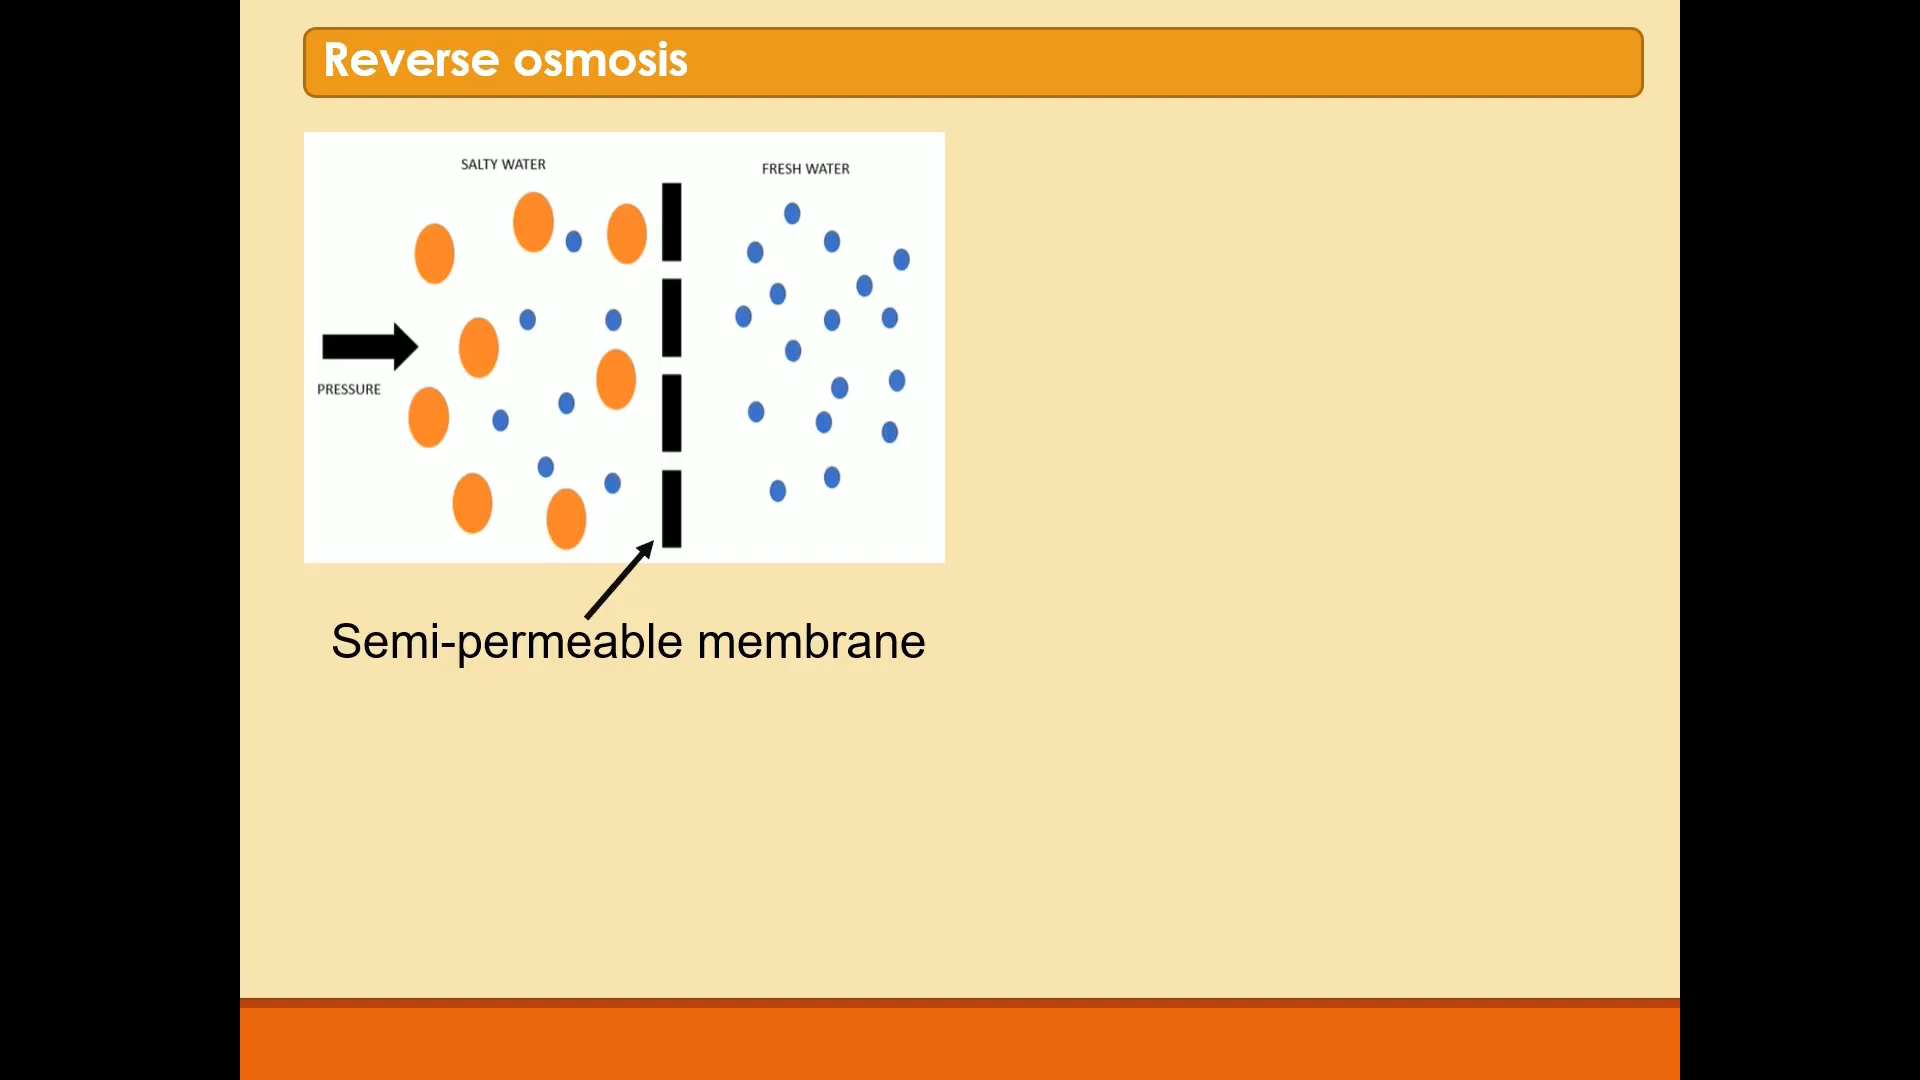 Reverse osmosis
SALTY WATER
FRESH WATER
PRESSURE
Semi-permeable membrane